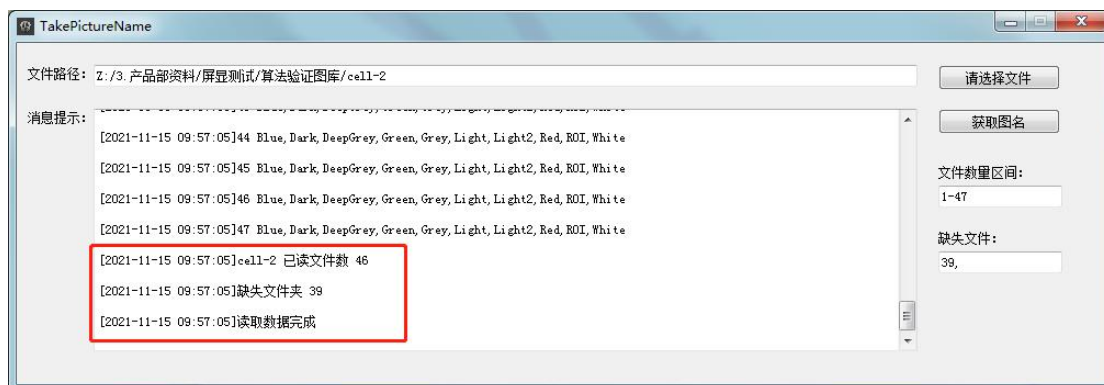 TakePictureName
文件路径: Z:/3.产品部资料/屏显测试/算法验证图库/cell-2
请选择文件
消息提示:
获取图名
[2021-11-15 09:57:05]44 Blue,Dark,DeepGrey,Green,Grey,Light,Light2,Red,ROI,White
[2021-11-15 09:57:05]45 Blue,Dark,DeepGrey,Green,Grey,Light,Light2,Red,ROI,White
[2021-11-15 09:57:05]46 Blue,Dark,DeepGrey,Green,Grey,Light,Light2,Red,ROI,White
[2021-11-15 09:57:05]47 Blue,Dark,DeepGrey,Green,Grey,Light,Light2,Red,ROI,White
[2021-11-15 09:57:05]cell-2 已读文件数 46
[2021-11-15 09:57:05]缺失文件夹 39
[2021-11-15 09:57:05]读取数据完成
文件数量区间:
1-47
缺失文件:
39,